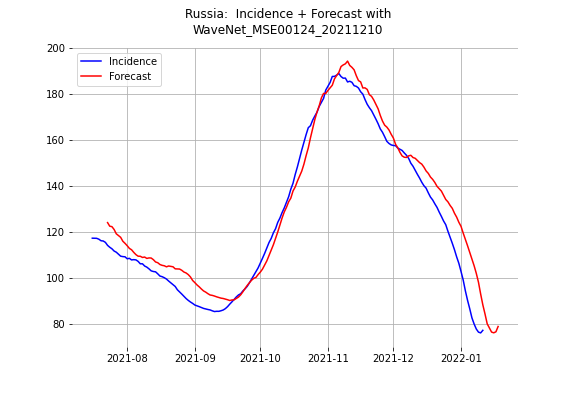 Russia:  Incidence + Forecast with
WaveNet_MSE00124_20211210
200
Incidence
Forecast
180
160
140
120
100
80
2021-08 2021-09 2021-10 2021-11 2021-12 2022-01